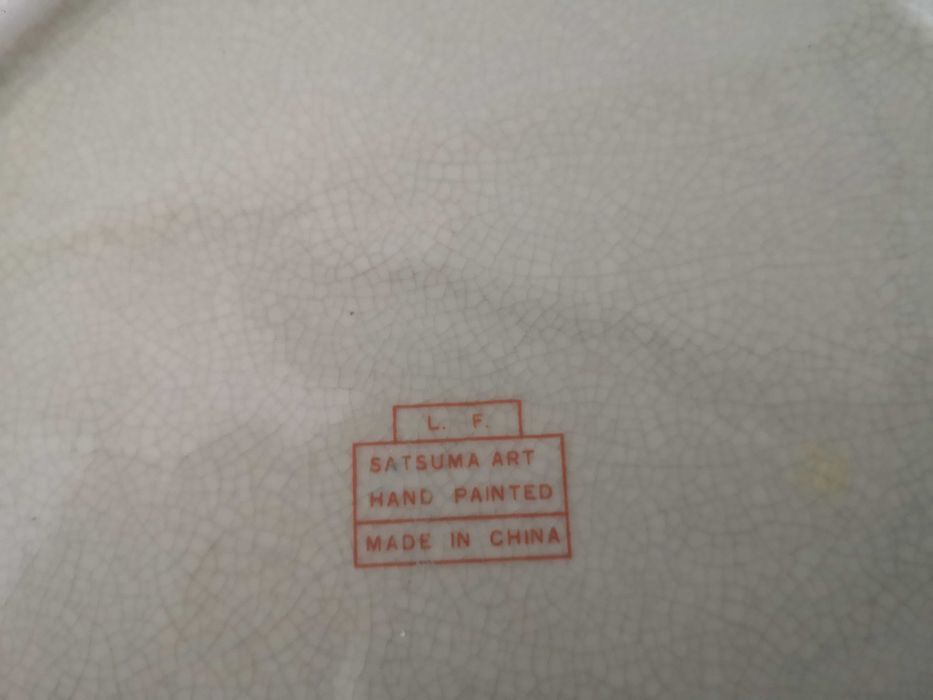 L. F.
SATSUMA ART
HAND PAINTED
MADE IN CHINA